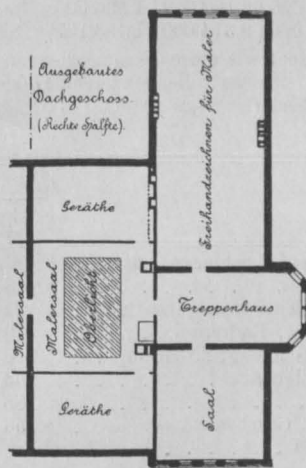 Ausgebautes
Dachgeschoss.
(Rechte Hälfte).
Freihandzeichnen für Maler
Geräthe
Malersaal
Malersaal
Oberlicht
Treppenhaus
Geräthe
Saal